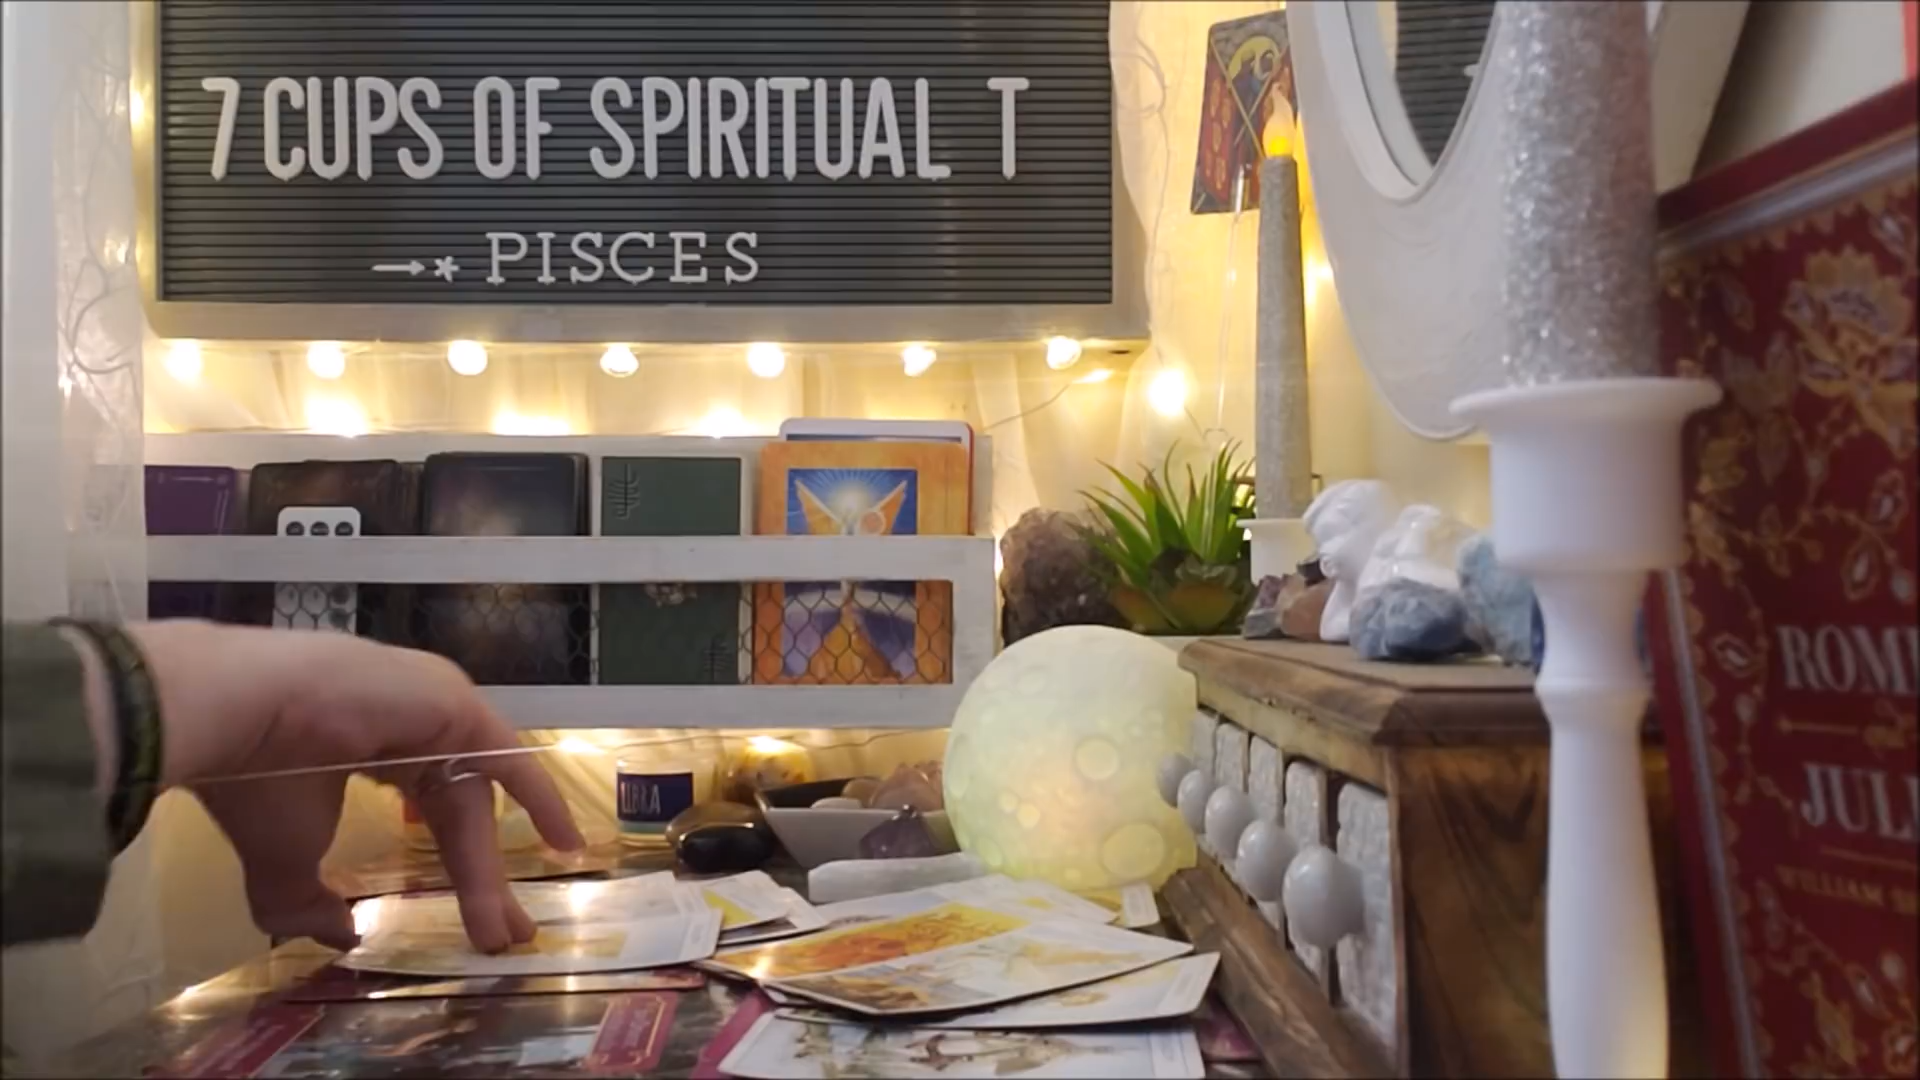 7 CUPS OF SPIRITUAL T
→* PISCES
LIBRA
ROM
JUL